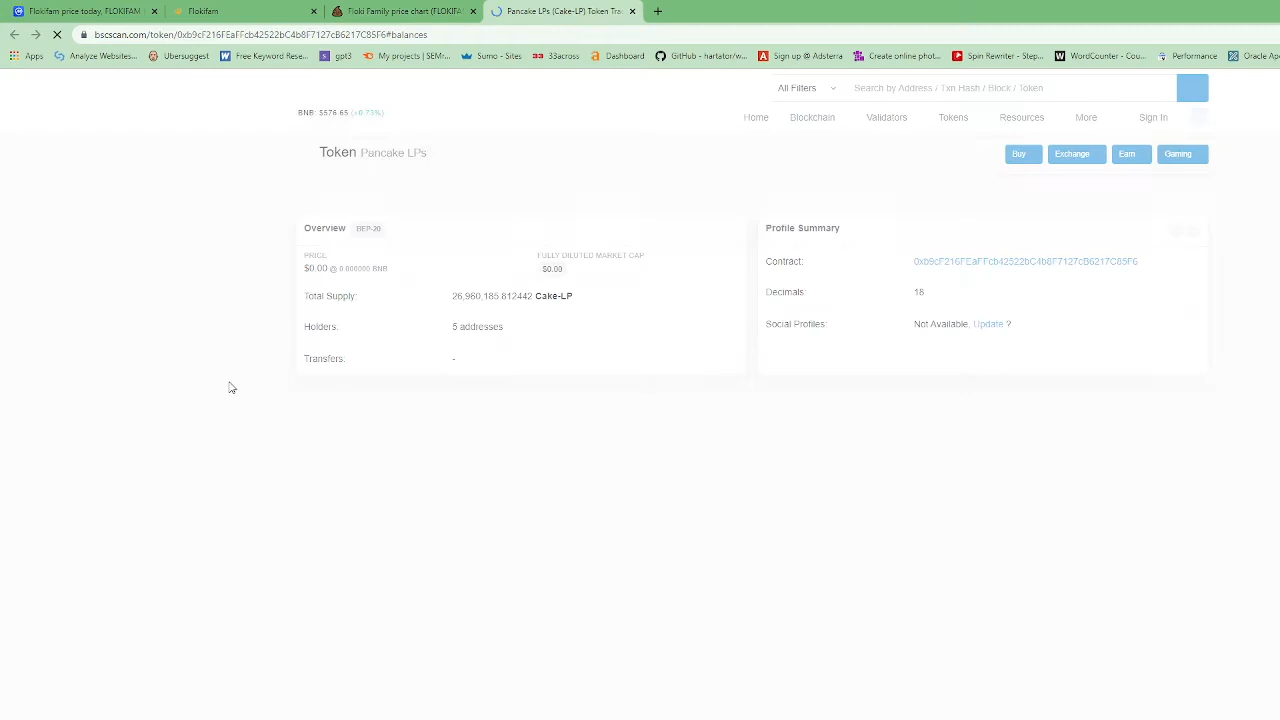 Flokifam price today, FLOKIFAM
Flokifam
Floki Family price chart (FLOKIFA
Pancake LPs (Cake-LP) Token Tra
bscscan.com/token/0xb9cF216FEaFFcb42522bC4b8F7127cB6217C85F6#balances
Apps
Analyze Websites...
Ubersuggest
Free Keyword Rese...
gpt3
My projects (SEMr...
Sumo - Sites
33across
Dashboard
GitHub - hartator/w...
Sign up @ Adsterra
Create online phot...
Spin Rewriter - Step...
WordCounter - Cou...
Performance
Oracle Ap
All Filters
Search by Address / Txn Hash / Block / Token
BNB: $576.65 (+0.73%)
Home
Blockchain
Validators
Tokens
Resources
More
Sign In
Token Pancake LPs
Buy
Exchange
Earn
Gaming
Overview BEP-20
PRICE
$0.00 @ 0.000000 BNB
FULLY DILUTED MARKET CAP
$0.00
Total Supply: 26,960,185.812442 Cake-LP
Holders: 5 addresses
Transfers: -
Profile Summary
Contract: 0xb9cF216FEaFFcb42522bC4b8F7127cB6217C85F6
Decimals: 18
Social Profiles: Not Available, Update ?